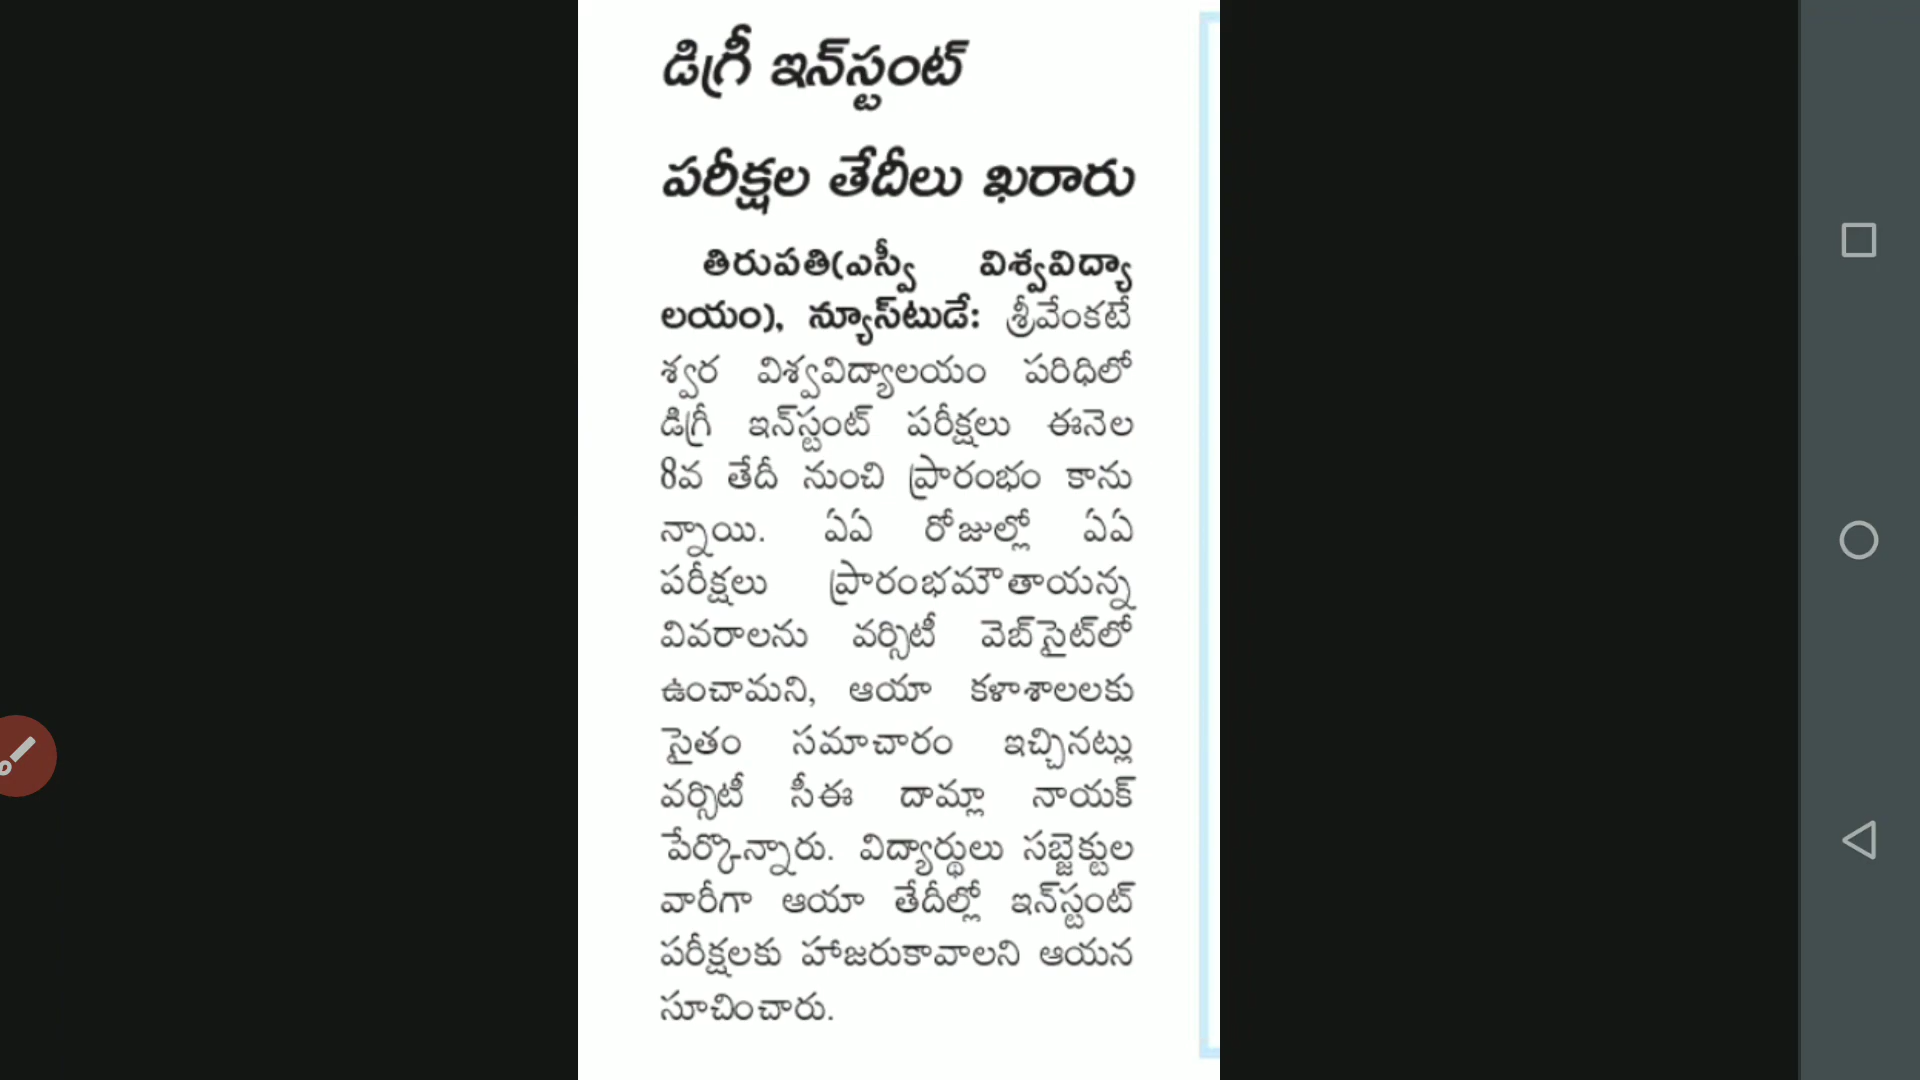 డిగ్రీ ఇన్‌స్టంట్
పరీక్షల తేదీలు ఖరారు
తిరుపతి(ఎస్వీ విశ్వవిద్యా
లయం), న్యూస్‌టుడే: శ్రీవేంకటే
శ్వర విశ్వవిద్యాలయం పరిధిలో
డిగ్రీ ఇన్‌స్టంట్ పరీక్షలు ఈనెల
8వ తేదీ నుంచి ప్రారంభం కాను
న్నాయి. ఏఏ రోజుల్లో ఏఏ
పరీక్షలు ప్రారంభమౌతాయన్న
వివరాలను వర్సిటీ వెబ్‌సైట్‌లో
ఉంచామని, ఆయా కళాశాలలకు
సైతం సమాచారం ఇచ్చినట్లు
వర్సిటీ సీఈ దామ్లా నాయక్
పేర్కొన్నారు. విద్యార్థులు సబ్జెక్టుల
వారీగా ఆయా తేదీల్లో ఇన్‌స్టంట్
పరీక్షలకు హాజరుకావాలని ఆయన
సూచించారు.